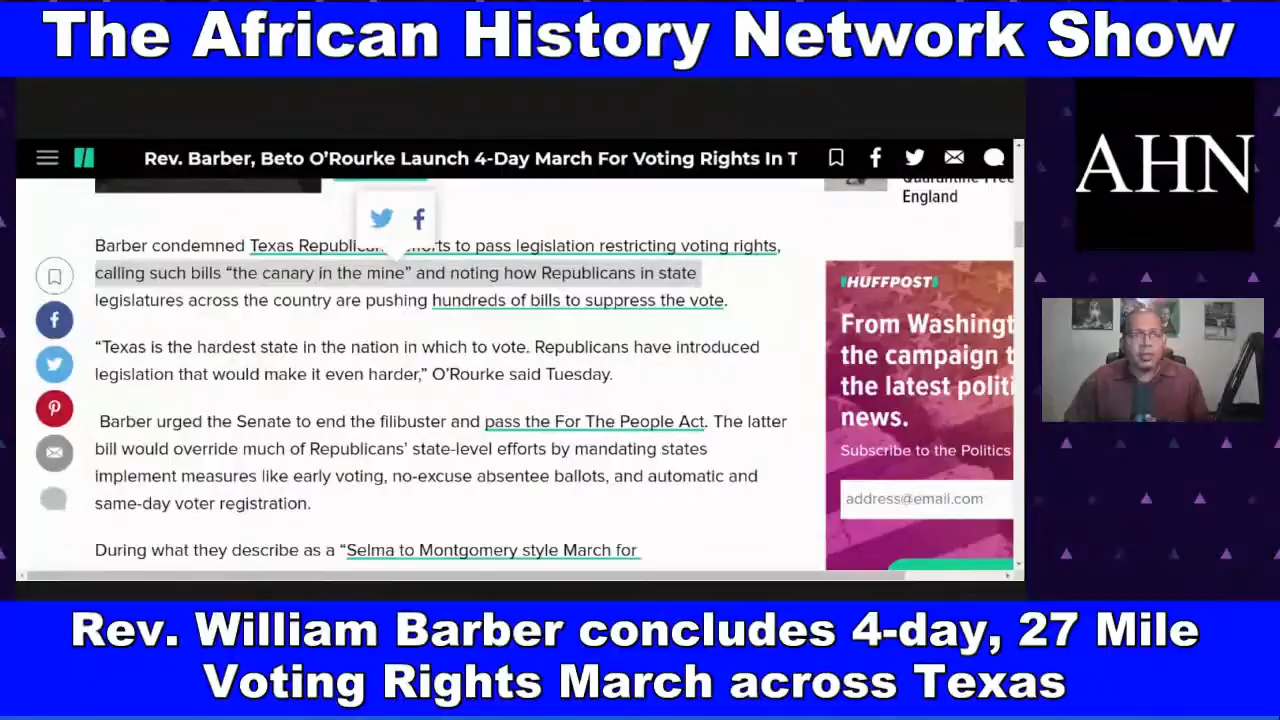 The African History Network Show
AHN
Rev. Barber, Beto O’Rourke Launch 4-Day March For Voting Rights In T
England
Barber condemned Texas to pass legislation restricting voting rights,
calling such bills “the canary in the mine” and noting how Republicans in state
legislatures across the country are pushing hundreds of bills to suppress the vote.
“Texas is the hardest state in the nation in which to vote. Republicans have introduced
legislation that would make it even harder,” O’Rourke said Tuesday.
Barber urged the Senate to end the filibuster and pass the For The People Act. The latter
bill would override much of Republicans’ state-level efforts by mandating states
implement measures like early voting, no-excuse absentee ballots, and automatic and
same-day voter registration.
During what they describe as a “Selma to Montgomery style March for
HUFFPOST
From Washingt
the campaign t
the latest politi
news.
Subscribe to the Politics
address@email.com
Rev. William Barber concludes 4-day, 27 Mile
Voting Rights March across Texas